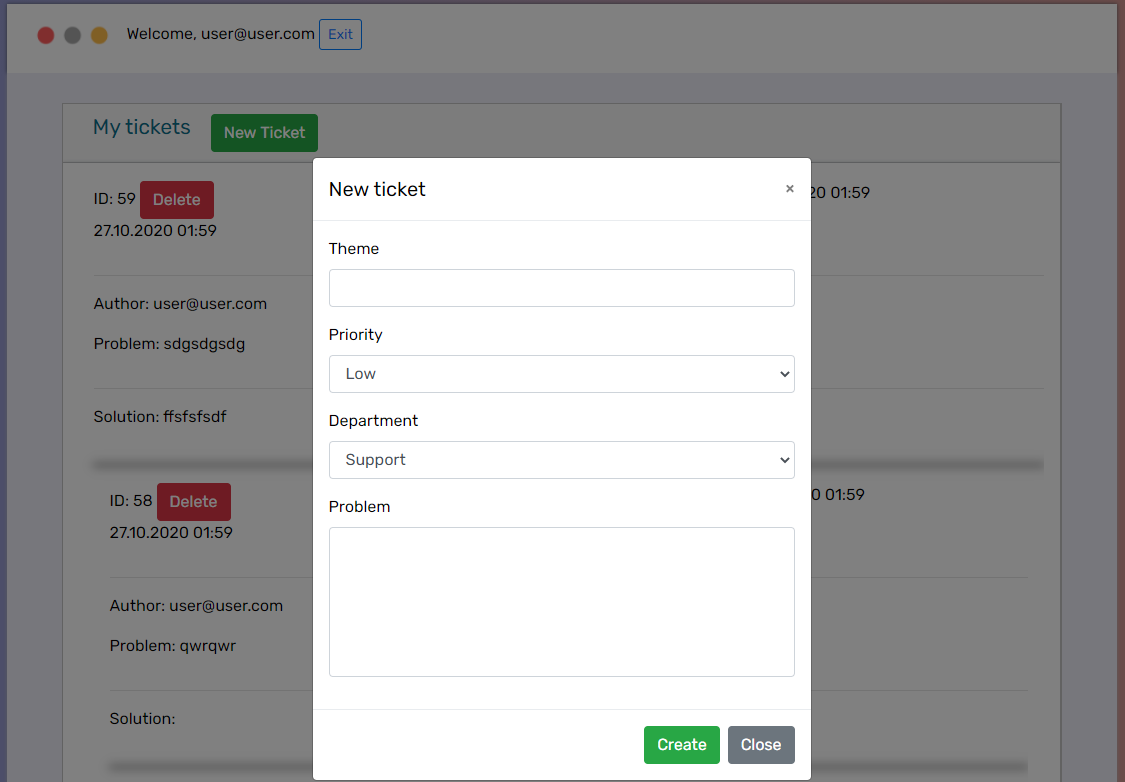 Welcome, user@user.com Exit
My tickets New Ticket
New ticket ×
ID: 59 Delete
27.10.2020 01:59
20 01:59
Theme
Author: user@user.com
Priority
Problem: sdgsdgsdg
Low
Department
Solution: ffsfsfsdf
Support
ID: 58 Delete
0 01:59
Problem
27.10.2020 01:59
Author: user@user.com
Problem: qwrqwr
Solution:
Create Close